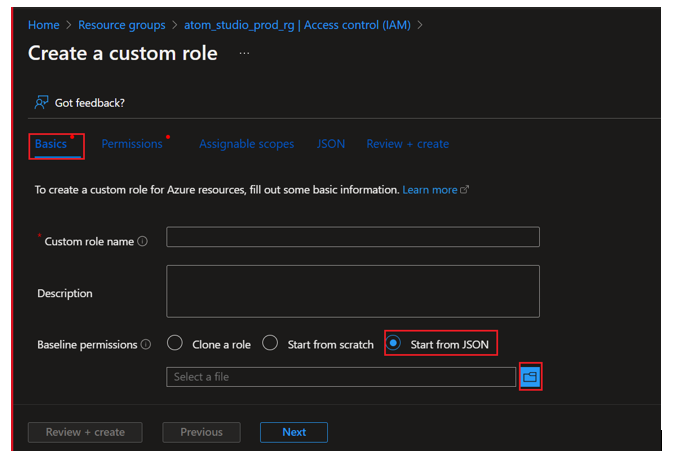 Home > Resource groups > atom_studio_prod_rg | Access control (IAM) >
Create a custom role ...
Got feedback?
Basics * Permissions * Assignable scopes JSON Review + create
To create a custom role for Azure resources, fill out some basic information. Learn more
* Custom role name
Description
Baseline permissions Clone a role Start from scratch Start from JSON
Select a file
Review + create Previous Next